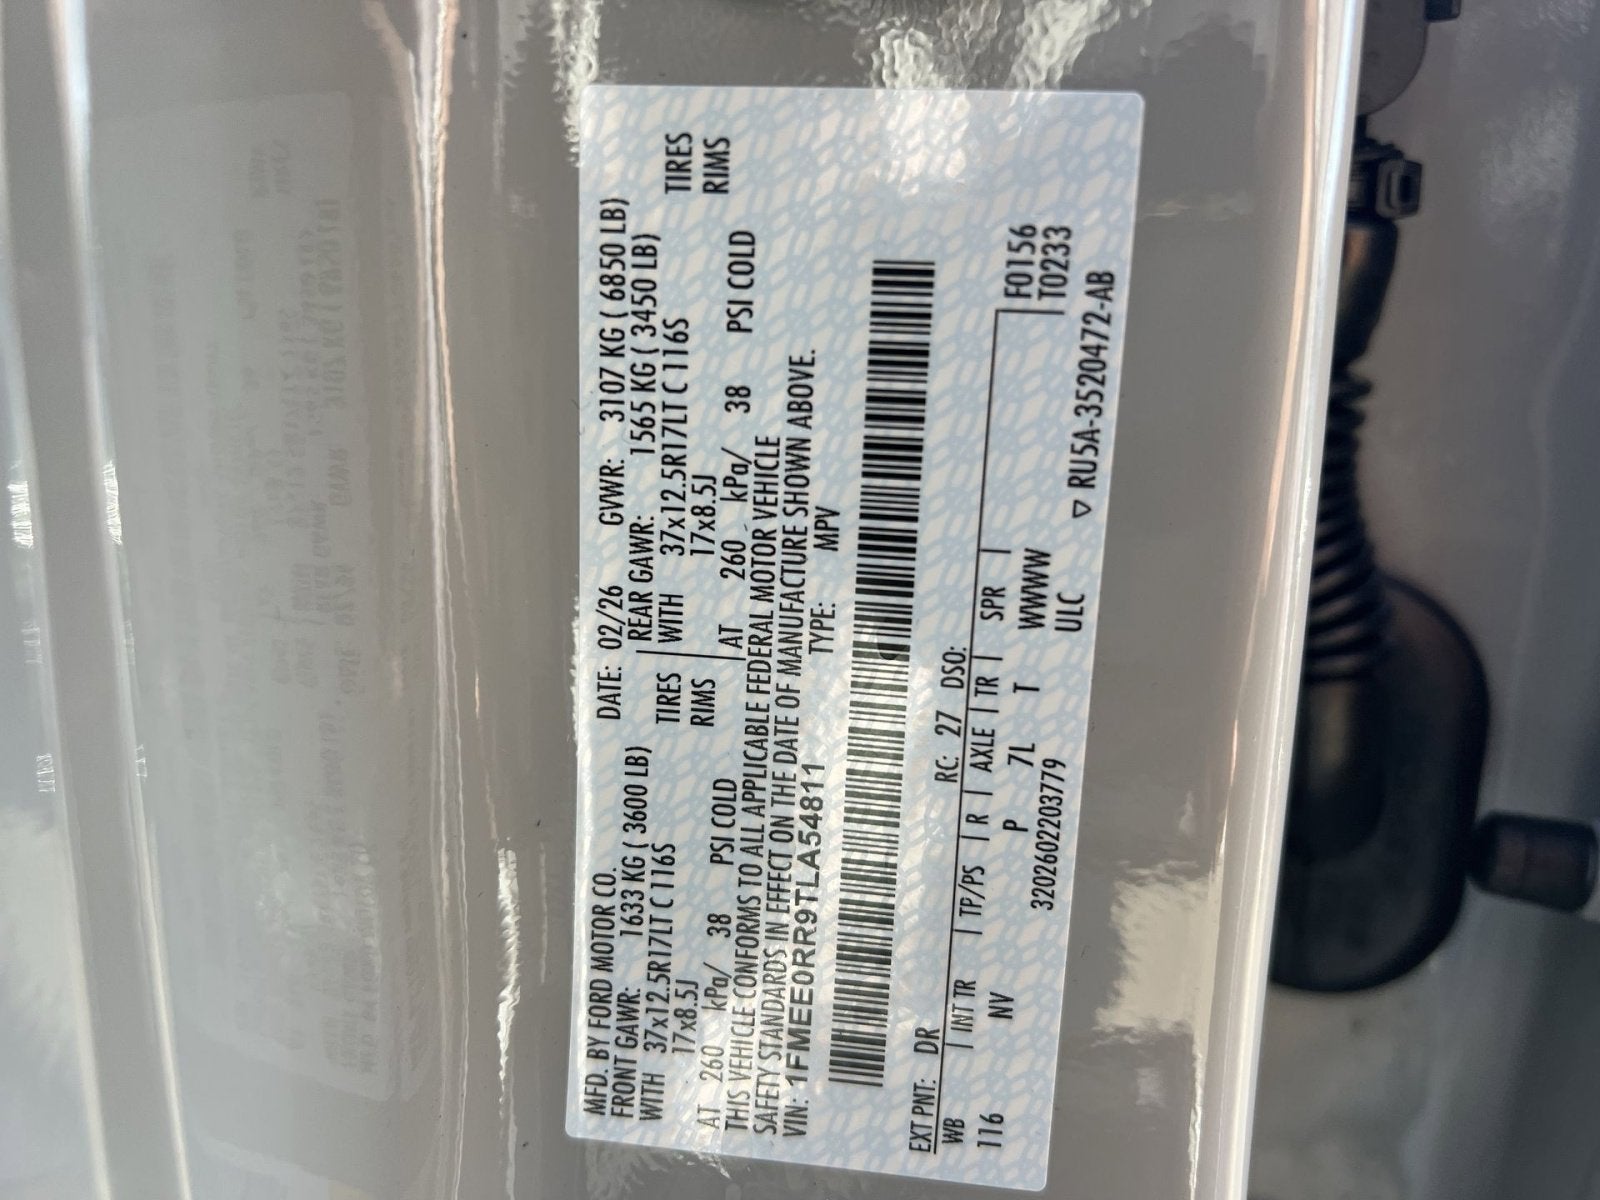 MFD. BY FORD MOTOR CO. DATE: 02/26 GVWR: 3107 KG ( 6850 LB)
FRONT GAWR: 1633 KG ( 3600 LB) REAR GAWR: 1565 KG ( 3450 LB)
WITH 37x12.5R17LT C 116S TIRES WITH 37x12.5R17LT C 116S TIRES
17x8.5J RIMS 17x8.5J RIMS
AT 260 kPa/ 38 PSI COLD AT 260 kPa/ 38 PSI COLD
THIS VEHICLE CONFORMS TO ALL APPLICABLE FEDERAL MOTOR VEHICLE
SAFETY STANDARDS IN EFFECT ON THE DATE OF MANUFACTURE SHOWN ABOVE.
VIN: 1FMEE0RR9TLA54811 TYPE: MPV
EXT PNT: DR RC: 27 DSO:
WB INT TR TP/PS R AXLE TR SPR F0156
116 NV P 7L T WWWW T0233
3202602203779 ULC
▽ RU5A-3520472-AB